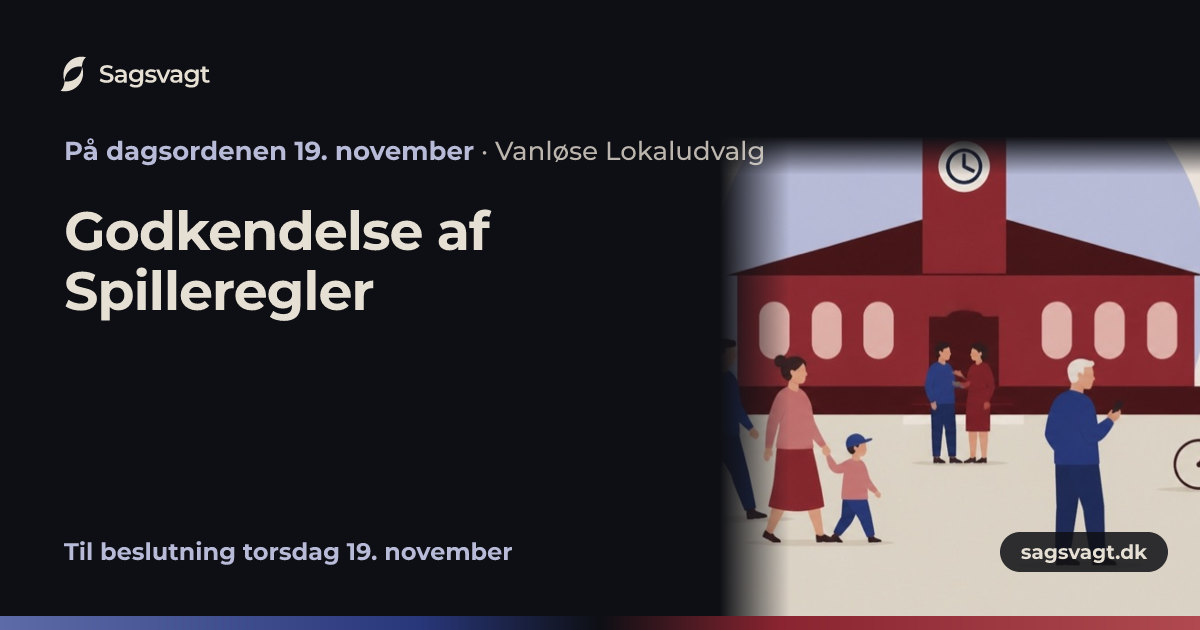 Sagsvagt
På dagsordenen 19. november · Vanløse Lokaludvalg
Godkendelse af
Spilleregler
Til beslutning torsdag 19. november
sagsvagt.dk